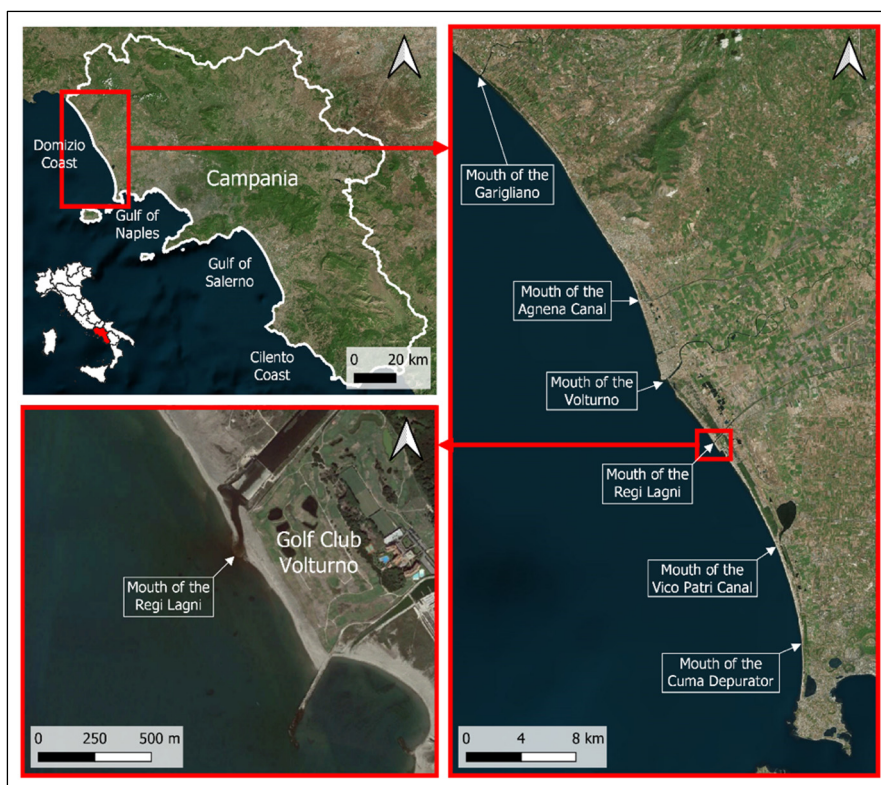 Domizio
Coast
Campania
Gulf of
Naples
Gulf of
Salerno
Cilento
Coast
0 20 km
Mouth of the
Garigliano
Mouth of the
Agnena Canal
Mouth of the
Volturno
Mouth of the
Regi Lagni
Mouth of the
Vico Patri Canal
Mouth of the
Cuma Depurator
0 4 8 km
Golf Club
Volturno
Mouth of the
Regi Lagni
0 250 500 m